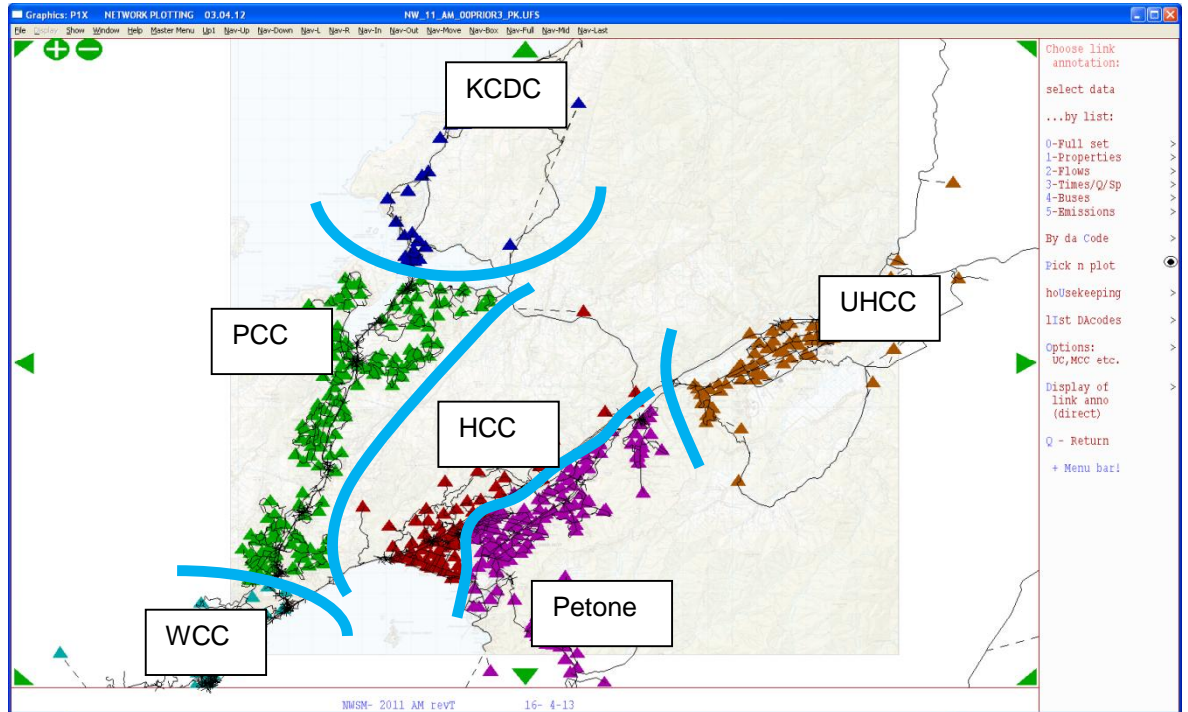 Graphics: P1X NETWORK PLOTTING 03.04.12 NW_11_AM_00PRIOR3_PK.UFS
File Display Show Window Help Master Menu Up1 Nav-Up Nav-Down Nav-L Nav-R Nav-In Nav-Out Nav-Move Nav-Box Nav-Full Nav-Mid Nav-Last
KCDC
UHCC
PCC
HCC
Petone
WCC
Choose link
annotation:
select data
...by list:
0-Full set >
1-Properties >
2-Flows >
3-Times/Q/Sp >
4-Buses >
5-Emissions >
By da Code >
Pick n plot
hoUsekeeping >
lIst DAcodes >
Options: >
UC,MCC etc.
Display of >
link anno
(direct)
Q - Return
+ Menu bar!
NWSM- 2011 AM revT 16- 4-13